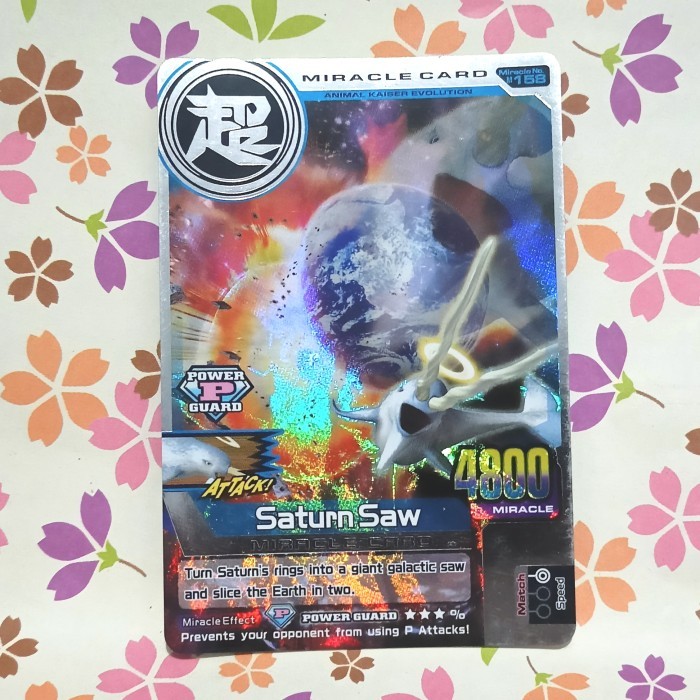 超
MIRACLE CARD
Miracle No.
M158
ANIMAL KAISER EVOLUTION
POWER
P
GUARD
ATTACK!
4800
MIRACLE
Saturn Saw
MIRACLE CARD
Turn Saturn's rings into a giant galactic saw
and slice the Earth in two.
Miracle Effect P POWER GUARD ★★★%
Prevents your opponent from using P Attacks!
Match
Speed